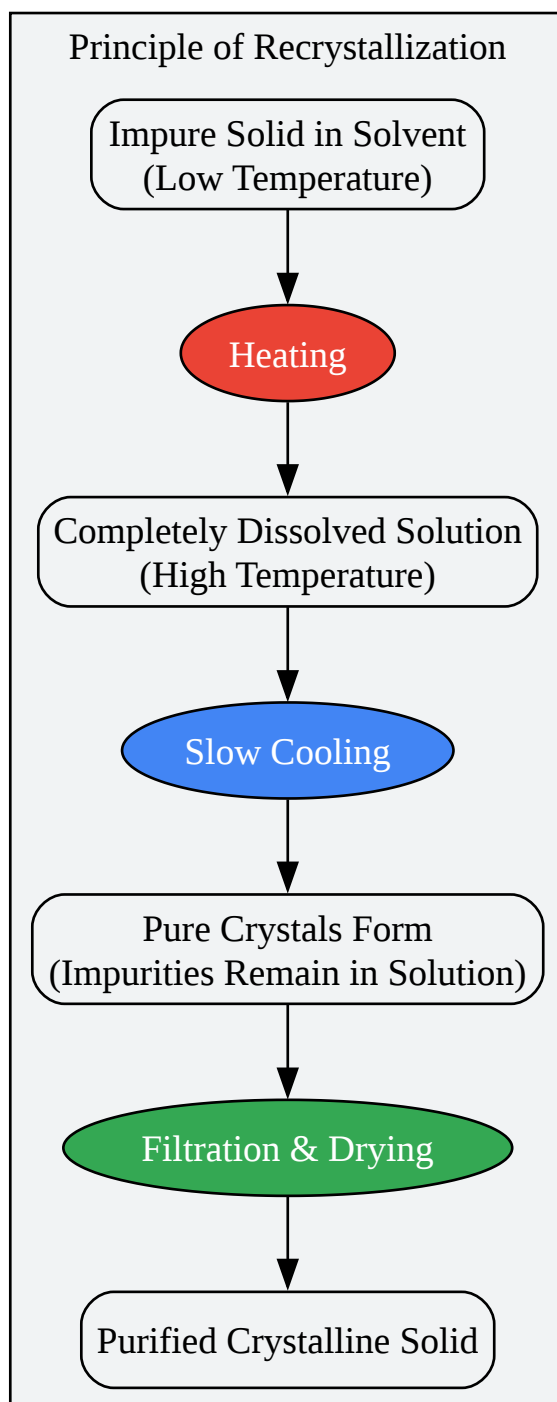 Principle of Recrystallization
Impure Solid in Solvent
(Low Temperature)
Heating
Completely Dissolved Solution
(High Temperature)
Slow Cooling
Pure Crystals Form
(Impurities Remain in Solution)
Filtration & Drying
Purified Crystalline Solid